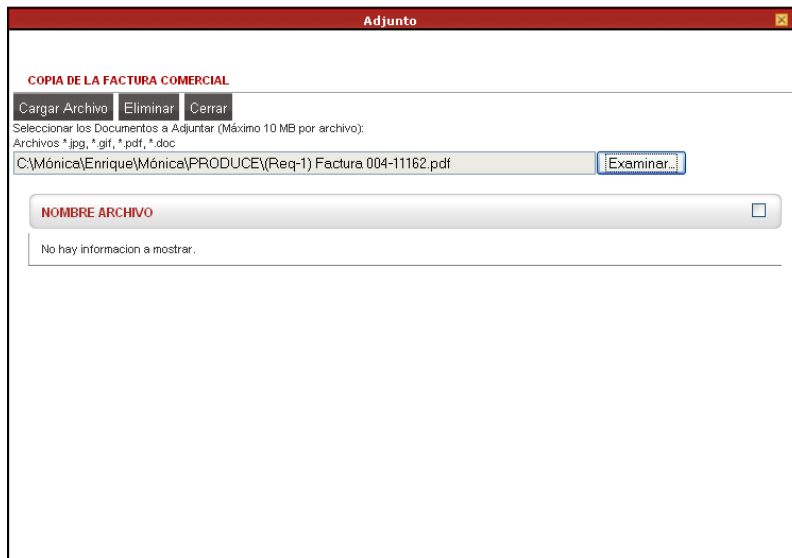 Adjunto
COPIA DE LA FACTURA COMERCIAL
Cargar Archivo Eliminar Cerrar
Seleccionar los Documentos a Adjuntar (Máximo 10 MB por archivo):
Archivos *.jpg, *.gif, *.pdf, *.doc
C:\Mónica\Enrique\Mónica\PRODUCE\(Req-1) Factura 004-11162.pdf Examinar...
NOMBRE ARCHIVO
No hay informacion a mostrar.